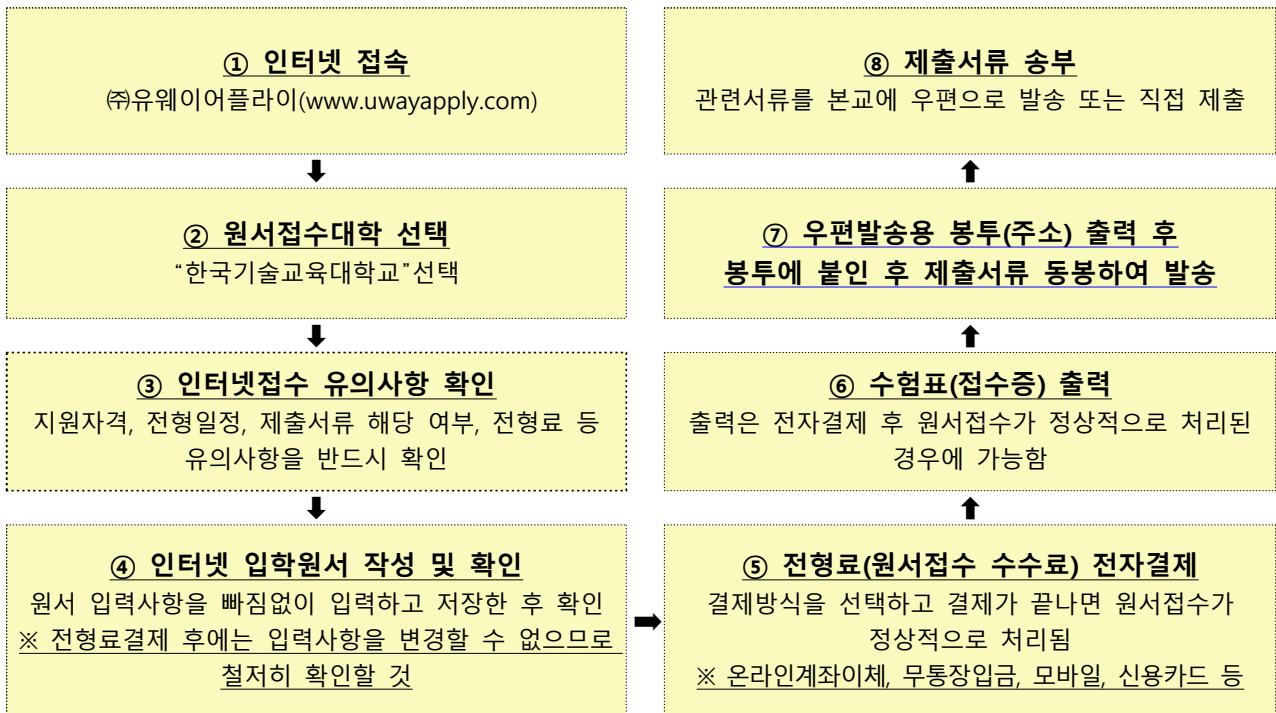 ① 인터넷 접속
㈜유웨이어플라이(www.uwayapply.com)
② 원서접수대학 선택
“한국기술교육대학교”선택
③ 인터넷접수 유의사항 확인
지원자격, 전형일정, 제출서류 해당 여부, 전형료 등
유의사항을 반드시 확인
④ 인터넷 입학원서 작성 및 확인
원서 입력사항을 빠짐없이 입력하고 저장한 후 확인
※ 전형료결제 후에는 입력사항을 변경할 수 없으므로
철저히 확인할 것
⑤ 전형료(원서접수 수수료) 전자결제
결제방식을 선택하고 결제가 끝나면 원서접수가
정상적으로 처리됨
※ 온라인계좌이체, 무통장입금, 모바일, 신용카드 등
⑥ 수험표(접수증) 출력
출력은 전자결제 후 원서접수가 정상적으로 처리된
경우에 가능함
⑦ 우편발송용 봉투(주소) 출력 후
봉투에 붙인 후 제출서류 동봉하여 발송
⑧ 제출서류 송부
관련서류를 본교에 우편으로 발송 또는 직접 제출